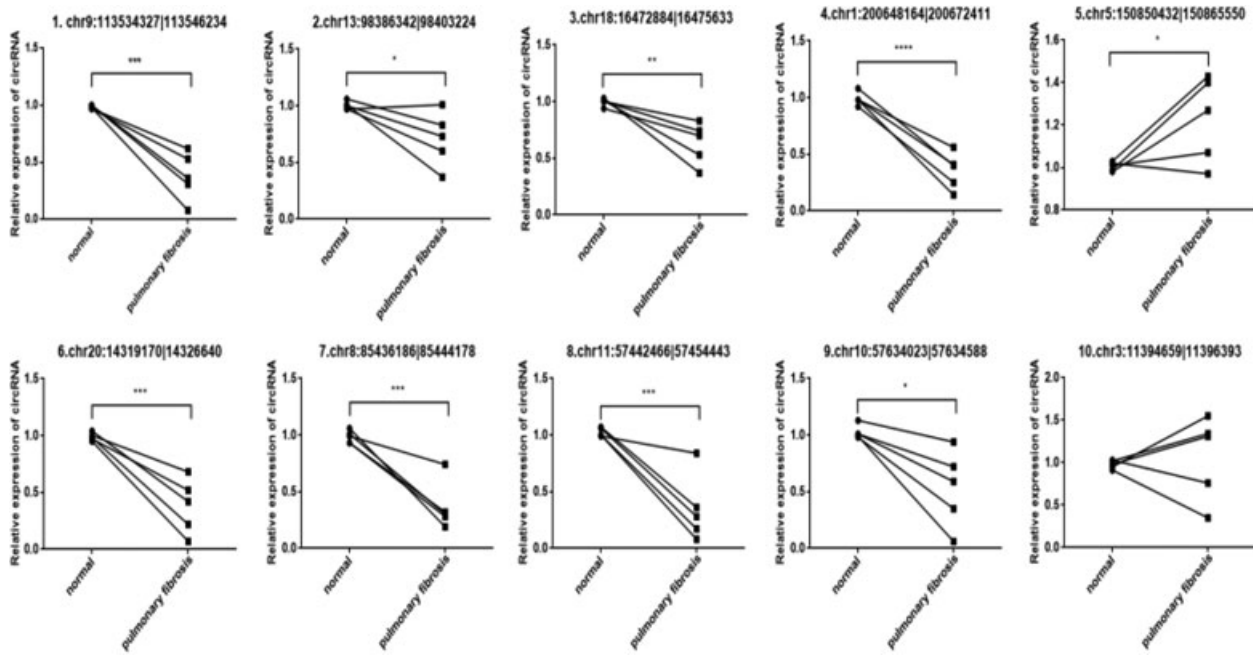 1. chr9:113534327|113546234
Relative expression of circRNA
1.5
1.0
0.5
0.0
***
normal
pulmonary fibrosis
2.chr13:98386342|98403224
Relative expression of circRNA
1.5
1.0
0.5
0.0
*
normal
pulmonary fibrosis
3.chr18:16472884|16475633
Relative expression of circRNA
1.5
1.0
0.5
0.0
**
normal
pulmonary fibrosis
4.chr1:200648164|200672411
Relative expression of circRNA
1.5
1.0
0.5
0.0
****
normal
pulmonary fibrosis
5.chr5:150850432|150865550
Relative expression of circRNA
1.6
1.4
1.2
1.0
0.8
*
normal
pulmonary fibrosis
6.chr20:14319170|14326640
Relative expression of circRNA
1.5
1.0
0.5
0.0
***
normal
pulmonary fibrosis
7.chr8:85436186|85444178
Relative expression of circRNA
1.5
1.0
0.5
0.0
***
normal
pulmonary fibrosis
8.chr11:57442466|57454443
Relative expression of circRNA
1.5
1.0
0.5
0.0
***
normal
pulmonary fibrosis
9.chr10:57634023|57634588
Relative expression of circRNA
1.5
1.0
0.5
0.0
*
normal
pulmonary fibrosis
10.chr3:11394659|11396393
Relative expression of circRNA
2.0
1.5
1.0
0.5
0.0
normal
pulmonary fibrosis